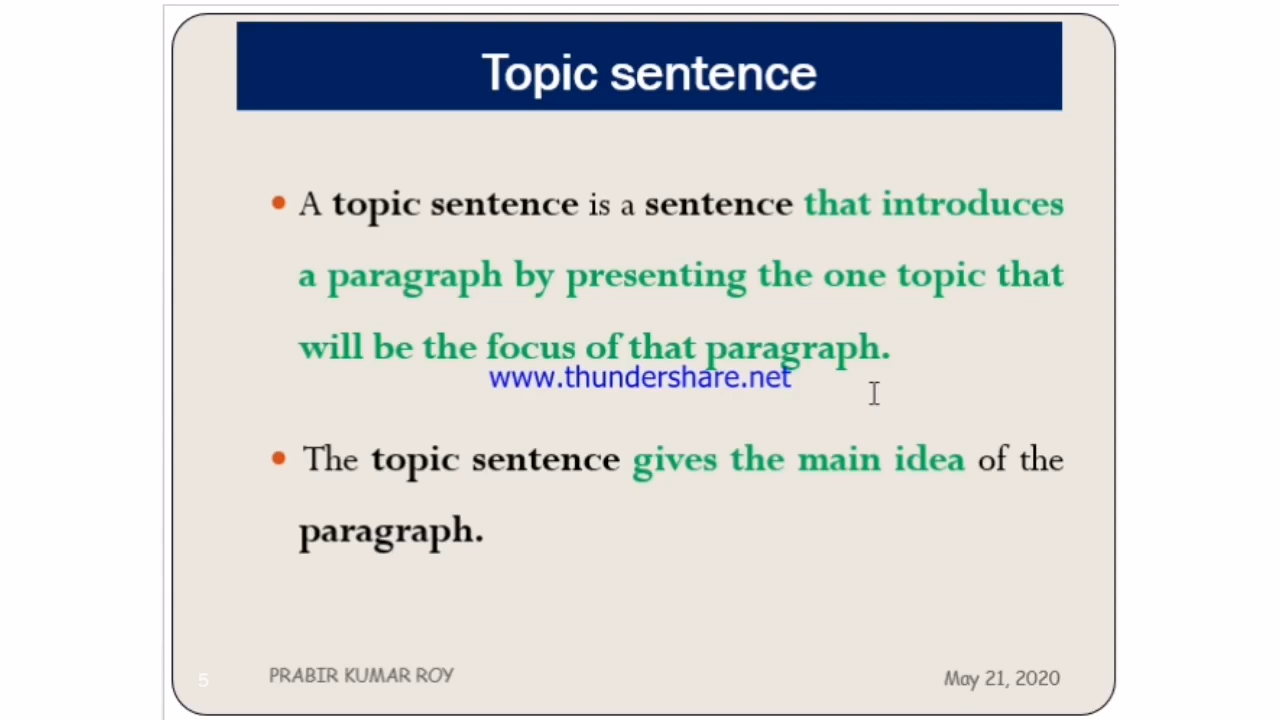 Topic sentence
A topic sentence is a sentence that introduces
a paragraph by presenting the one topic that
will be the focus of that paragraph.
www.thundershare.net
The topic sentence gives the main idea of the
paragraph.
5
PRABIR KUMAR ROY
May 21, 2020